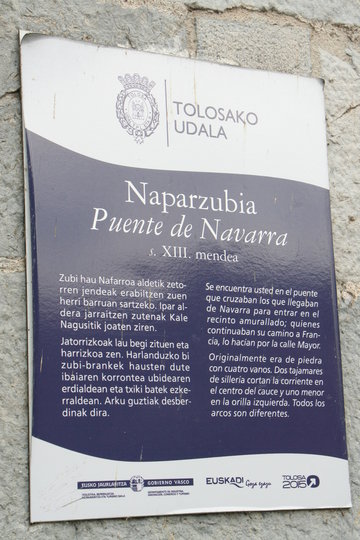 TOLOSAKO
UDALA
Naparzubia
Puente de Navarra
s. XIII. mendea
Zubi hau Nafarroa aldetik zeto-
rren jendeak erabiltzen zuen
herri barruan sartzeko. Ipar al-
dera jarraitzen zutenak Kale
Nagusitik joaten ziren.
Jatorrizkoak lau begi zituen eta
harrizkoa zen. Harlanduzko bi
zubi-brankek hausten dute
ibaiaren korrontea ubidearen
erdialdean eta txiki batek ezke-
rraldean. Arku guztiak desber-
dinak dira.
Se encuentra usted en el puente
que cruzaban los que llegaban
de Navarra para entrar en el
recinto amurallado; quienes
continuaban su camino a Fran-
cia, lo hacían por la calle Mayor.
Originalmente era de piedra
con cuatro vanos. Dos tajamares
de sillería cortan la corriente en
el centro del cauce y uno menor
en la orilla izquierda. Todos los
arcos son diferentes.
EUSKO JAURLARITZA
GOBIERNO VASCO
EUSKADI
TOLOSA
2015